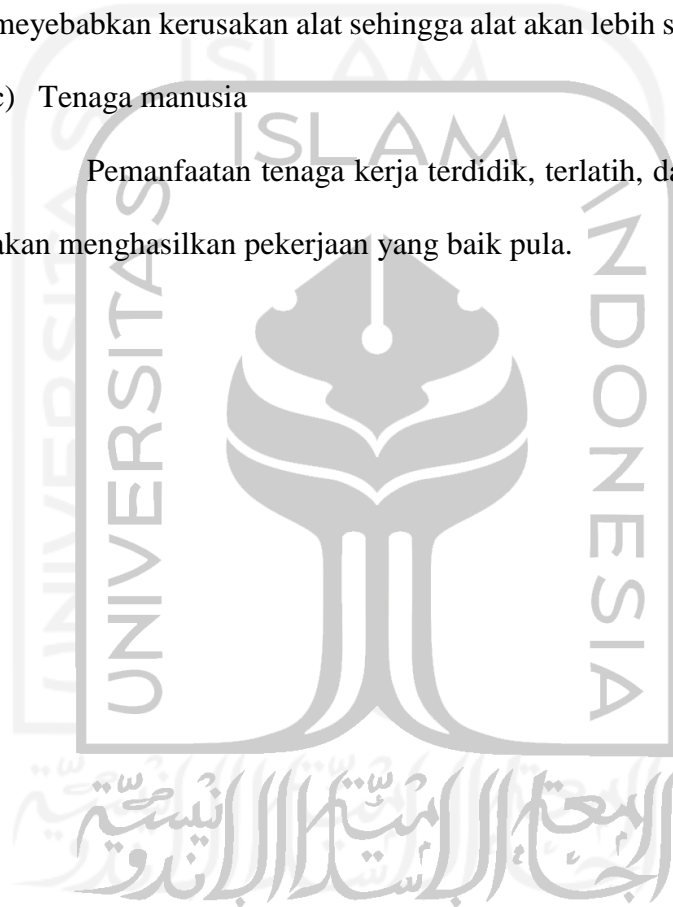 meyebabkan kerusakan alat sehingga alat akan lebih s
c) Tenaga manusia
Pemanfaatan tenaga kerja terdidik, terlatih, da
akan menghasilkan pekerjaan yang baik pula.
ISLAM
UNIVERSITAS
INDONESIA